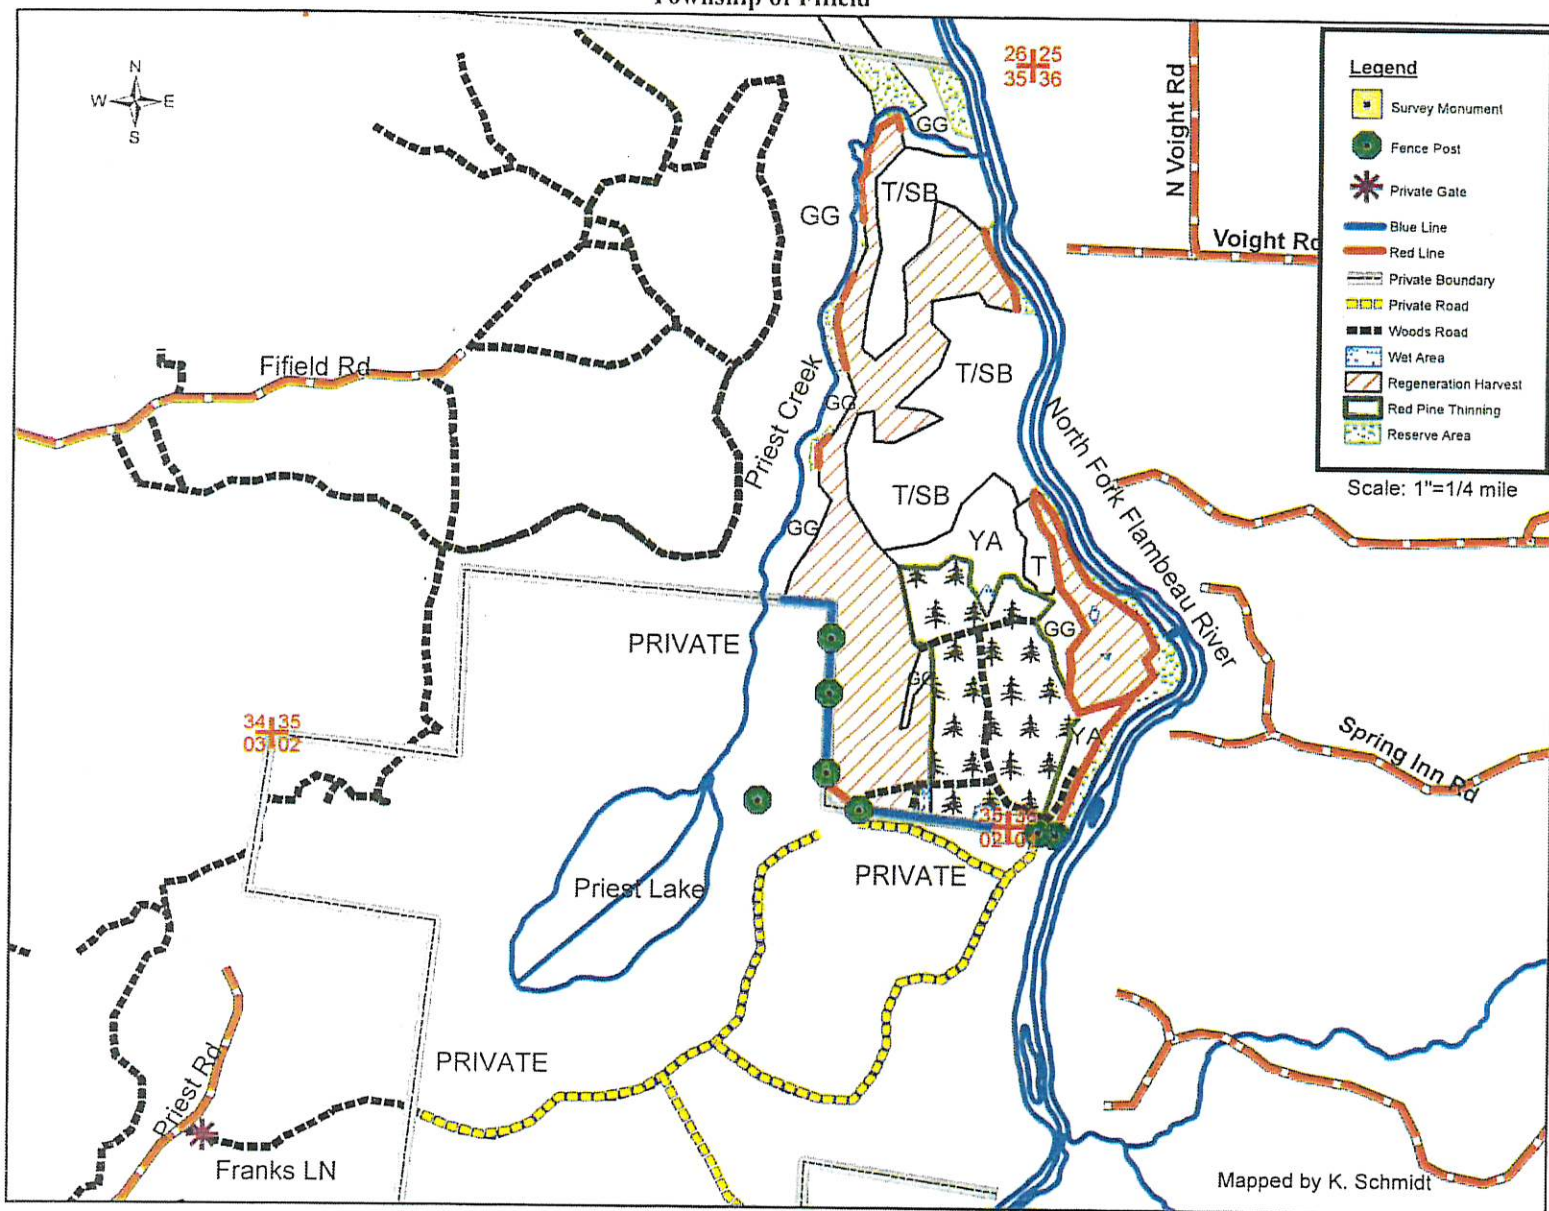 Township of Fifield
N
W E
S
26 25
35 36
N Voight Rd
Voight Rd
Legend
Survey Monument
Fence Post
Private Gate
Blue Line
Red Line
Private Boundary
Private Road
Woods Road
Wet Area
Regeneration Harvest
Red Pine Thinning
Reserve Area
Scale: 1"=1/4 mile
GG
T/SB
GG
Fifield Rd
T/SB
Priest Creek
GG
North Fork Flambeau River
T/SB
GG
YA
T
GG
PRIVATE
GG
34 35
03 02
YA
Spring Inn Rd
35 36
02 01
Priest Lake
PRIVATE
PRIVATE
Priest Rd
Franks LN
Mapped by K. Schmidt